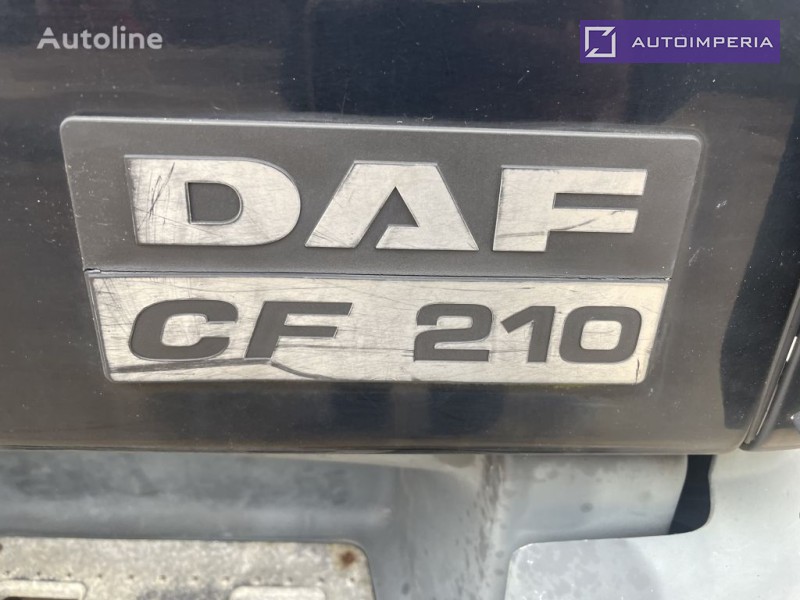 Autoline
AUTOIMPERIA
DAF
CF 210